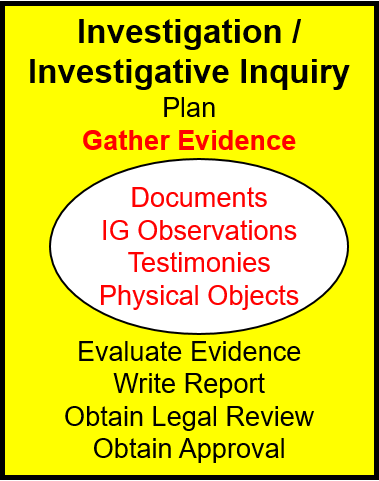 Investigation /
Investigative Inquiry
Plan
Gather Evidence
Documents
IG Observations
Testimonies
Physical Objects
Evaluate Evidence
Write Report
Obtain Legal Review
Obtain Approval